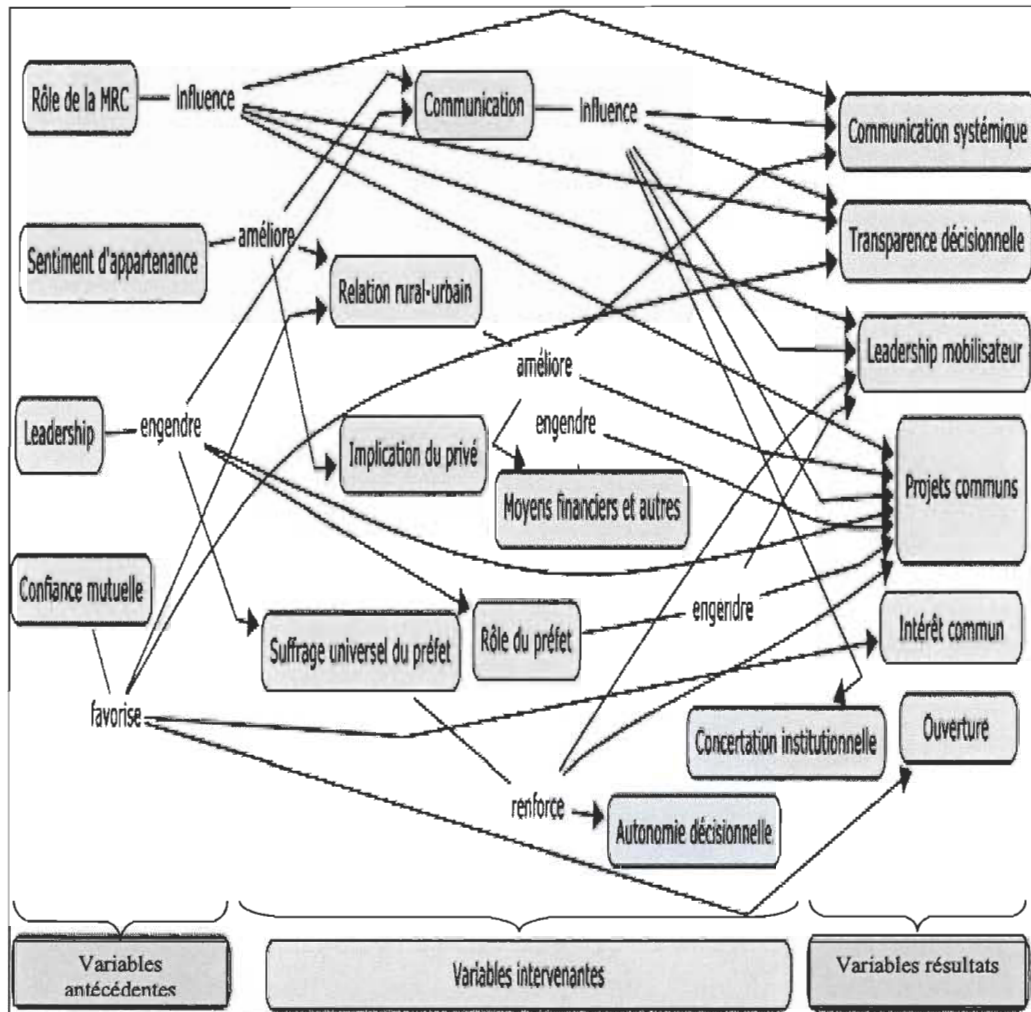 Rôle de la MRC
Influence
Communication
Influence
Communication systémique
Sentiment d'appartenance
améliore
Relation rural-urbain
Transparence décisionnelle
améliore
Leadership mobilisateur
Leadership
engendre
engendre
Implication du privé
Moyens financiers et autres
Projets communs
Confiance mutuelle
Suffrage universel du préfet
Rôle du préfet
engendre
Intérêt commun
favorise
Concertation institutionnelle
Ouverture
renforce
Autonomie décisionnelle
Variables
antécédentes
Variables intervenantes
Variables résultats